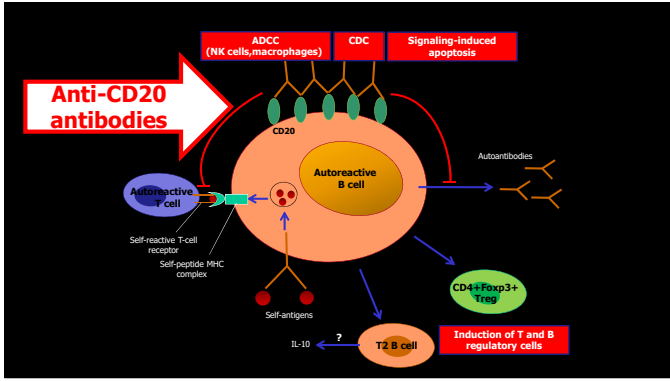 ADCC
(NK cells,macrophages)
CDC
Signaling-induced
apoptosis
Anti-CD20
antibodies
CD20
Autoantibodies
Autoreactive
B cell
Autoreactive
T cell
Self-reactive T-cell
receptor
Self-peptide MHC
complex
Self-antigens
CD4+Foxp3+
Treg
Induction of T and B
regulatory cells
IL-10
?
T2 B cell